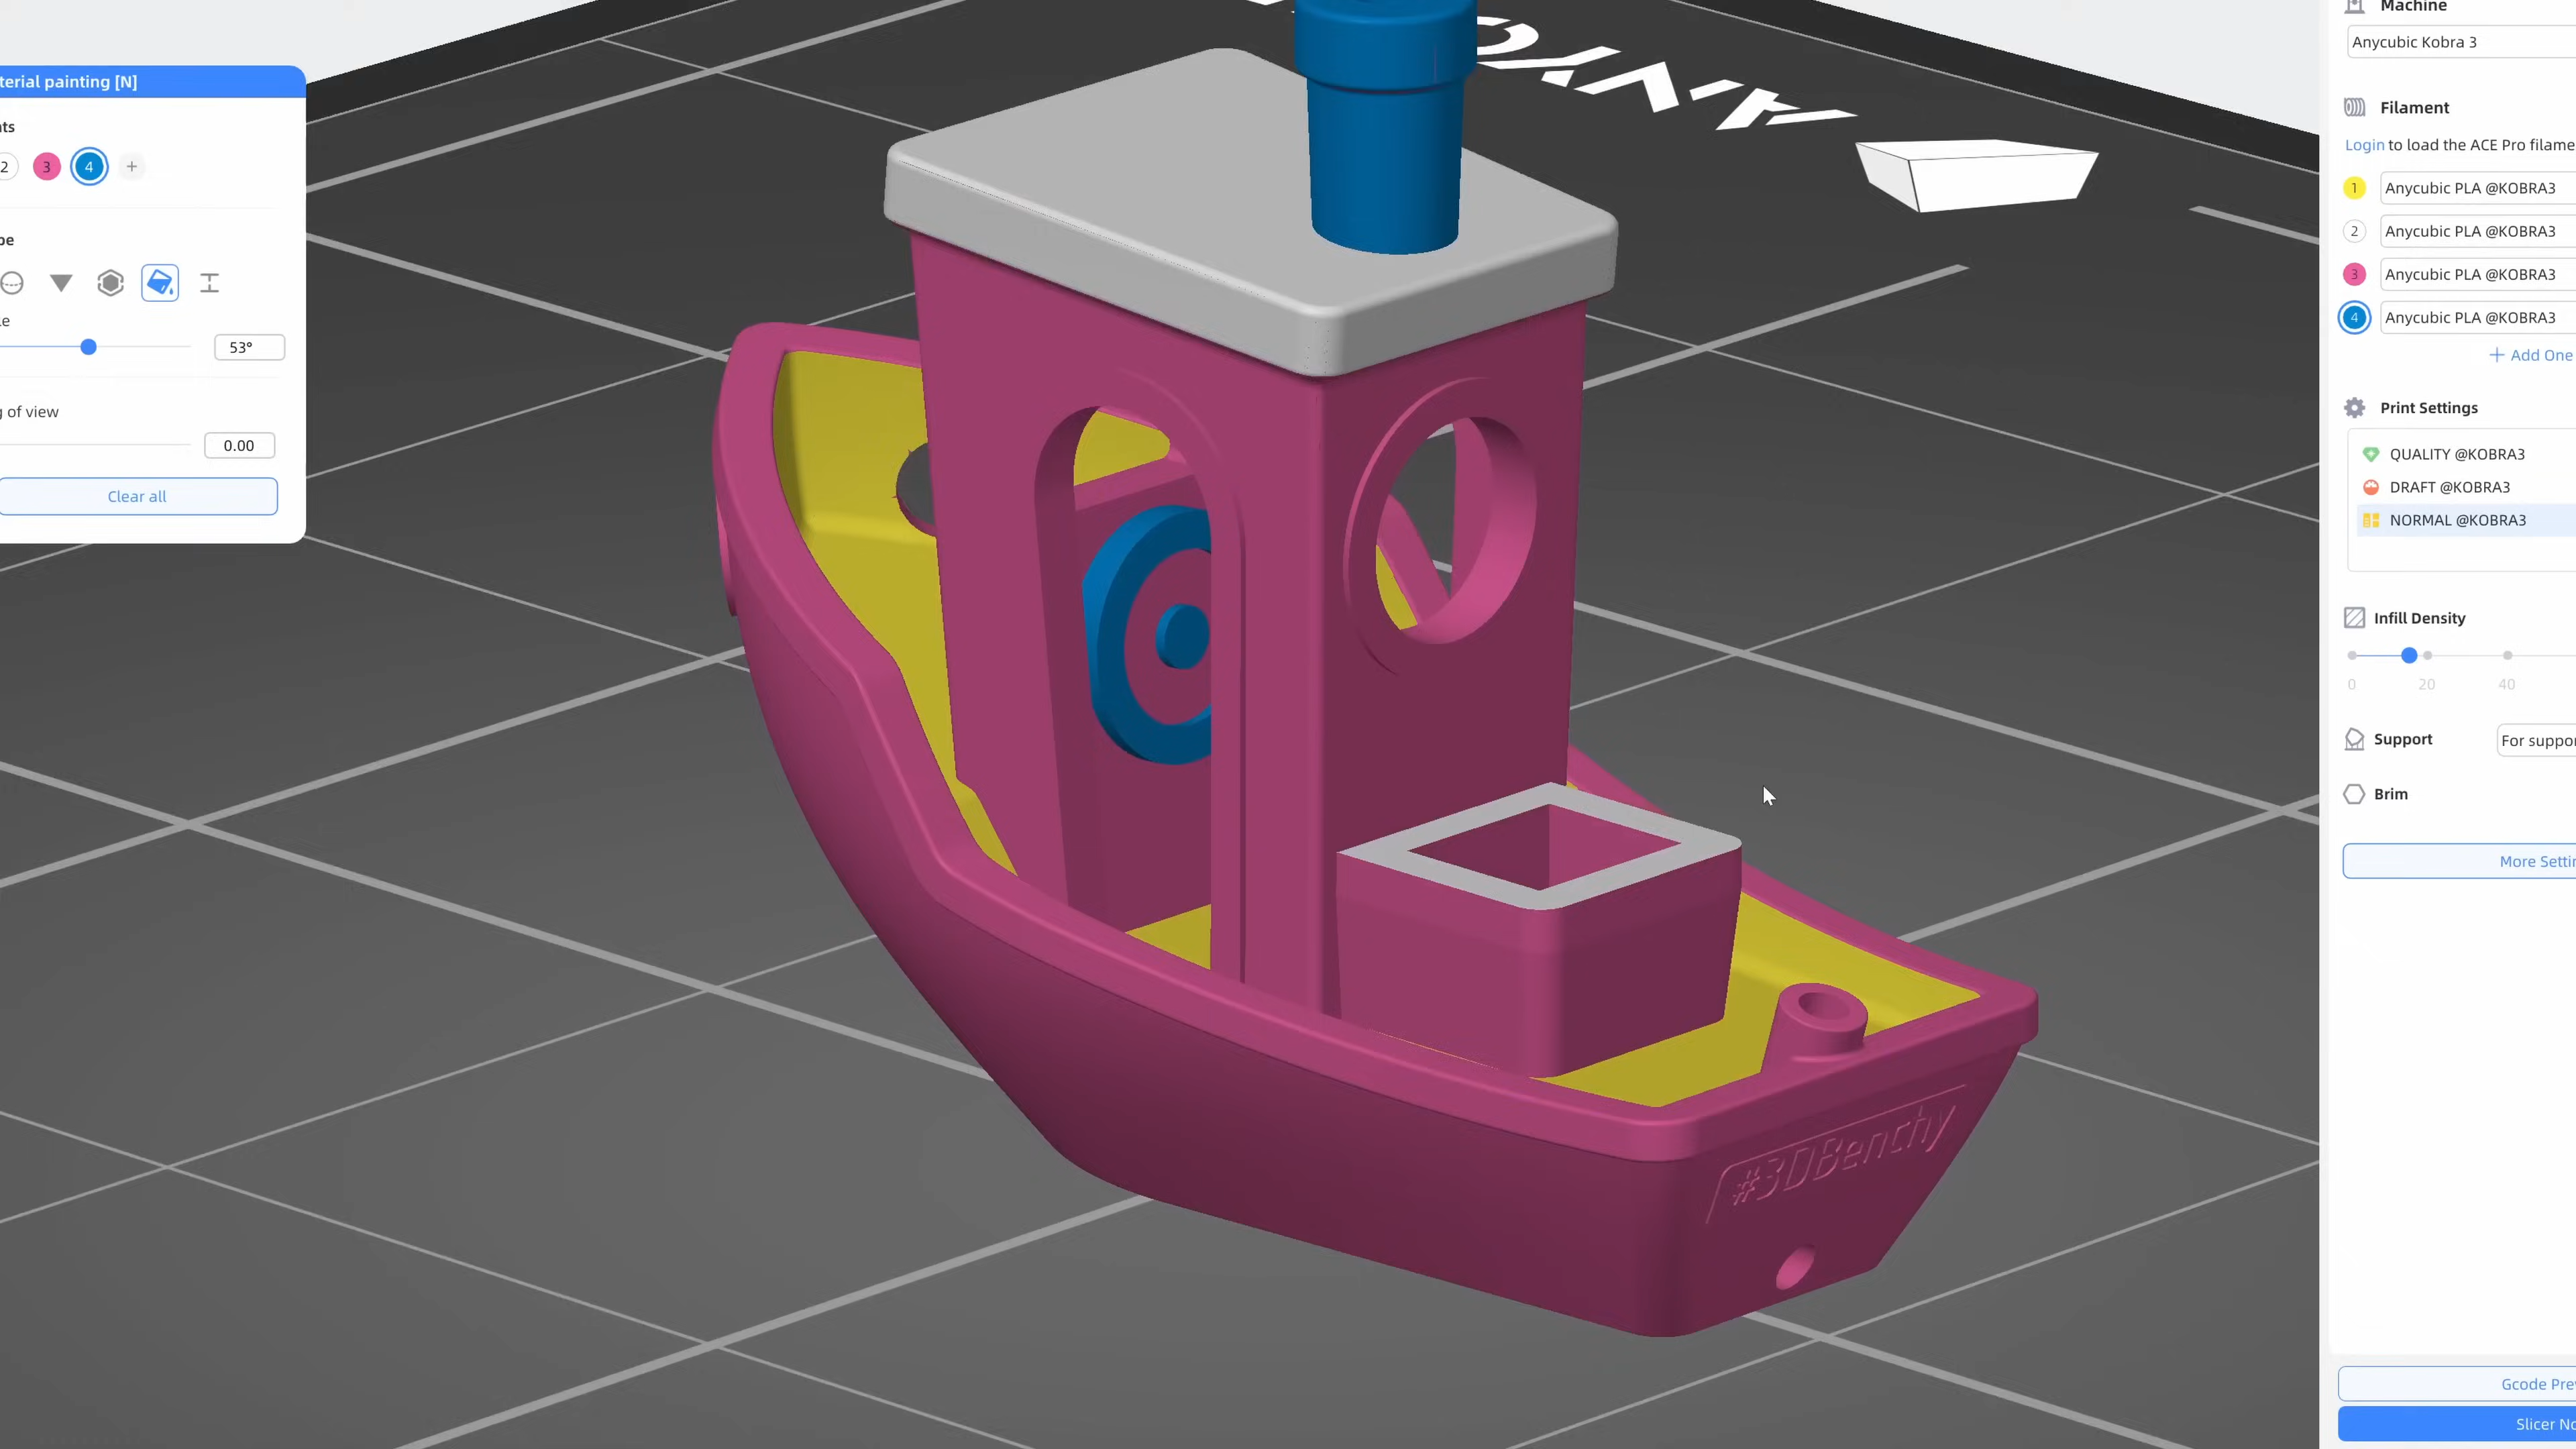 terial painting [N]
nts
2
3
4
+
pe
le
53°
g of view
0.00
Clear all
#3DBenchy
Machine
Anycubic Kobra 3
Filament
Login to load the ACE Pro filame
1 Anycubic PLA @KOBRA3
2 Anycubic PLA @KOBRA3
3 Anycubic PLA @KOBRA3
4 Anycubic PLA @KOBRA3
+ Add One
Print Settings
QUALITY @KOBRA3
DRAFT @KOBRA3
NORMAL @KOBRA3
Infill Density
0 20 40
Support For suppo
Brim
More Setti
Gcode Pre
Slicer No